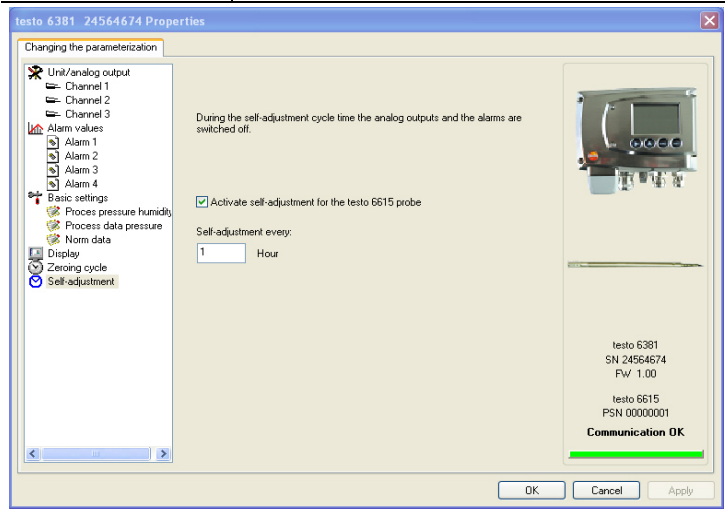 testo 6381 24564674 Properties
Changing the parameterization
Unit/analog output
Channel 1
Channel 2
Channel 3
Alarm values
Alarm 1
Alarm 2
Alarm 3
Alarm 4
Basic settings
Proces pressure humidity
Process data pressure
Norm data
Display
Zeroing cycle
Self-adjustment
During the self-adjustment cycle time the analog outputs and the alarms are
switched off.
Activate self-adjustment for the testo 6615 probe
Self-adjustment every:
1 Hour
testo 6381
SN 24564674
FW 1.00
testo 6615
PSN 00000001
Communication OK
OK Cancel Apply